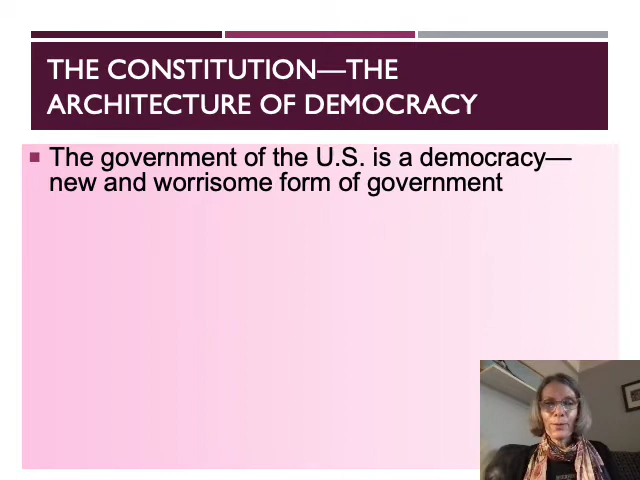 THE CONSTITUTION—THE
ARCHITECTURE OF DEMOCRACY
The government of the U.S. is a democracy—
new and worrisome form of government